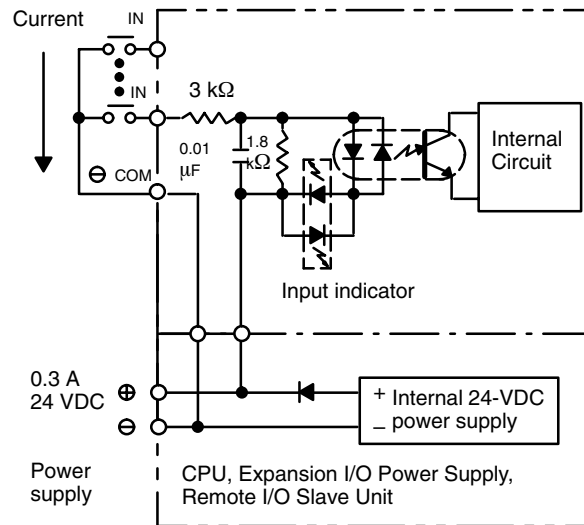 Current
IN
IN
3 kΩ
0.01
μF
1.8
kΩ
Internal
Circuit
⊖ COM
Input indicator
0.3 A
24 VDC
⊕
⊖
+ Internal 24-VDC
– power supply
Power
supply
CPU, Expansion I/O Power Supply,
Remote I/O Slave Unit